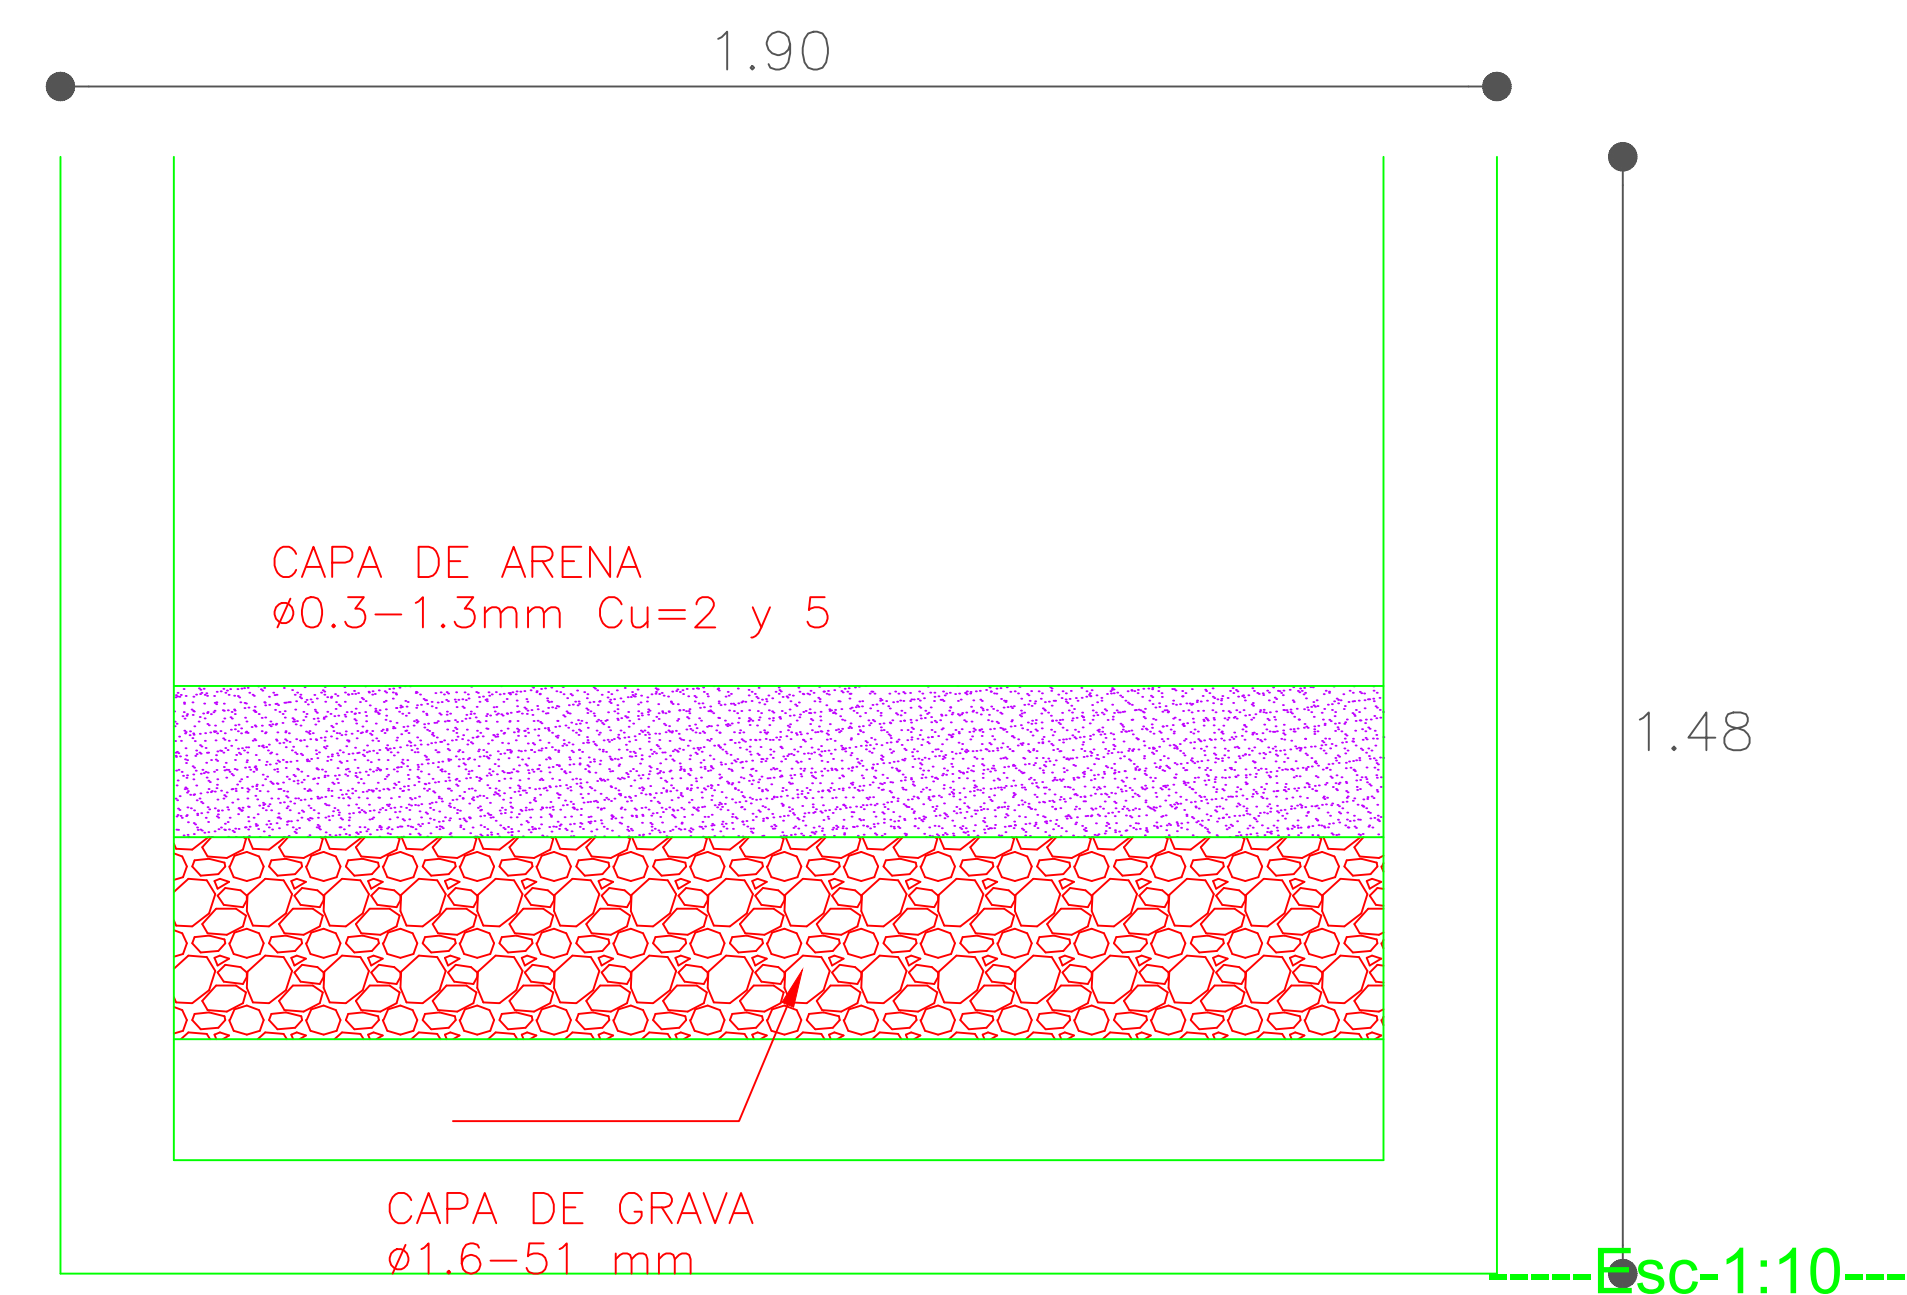 1.90
CAPA DE ARENA
ø0.3-1.3mm Cu=2 y 5
1.48
CAPA DE GRAVA
ø1.6-51 mm
-----Esc-1:10---